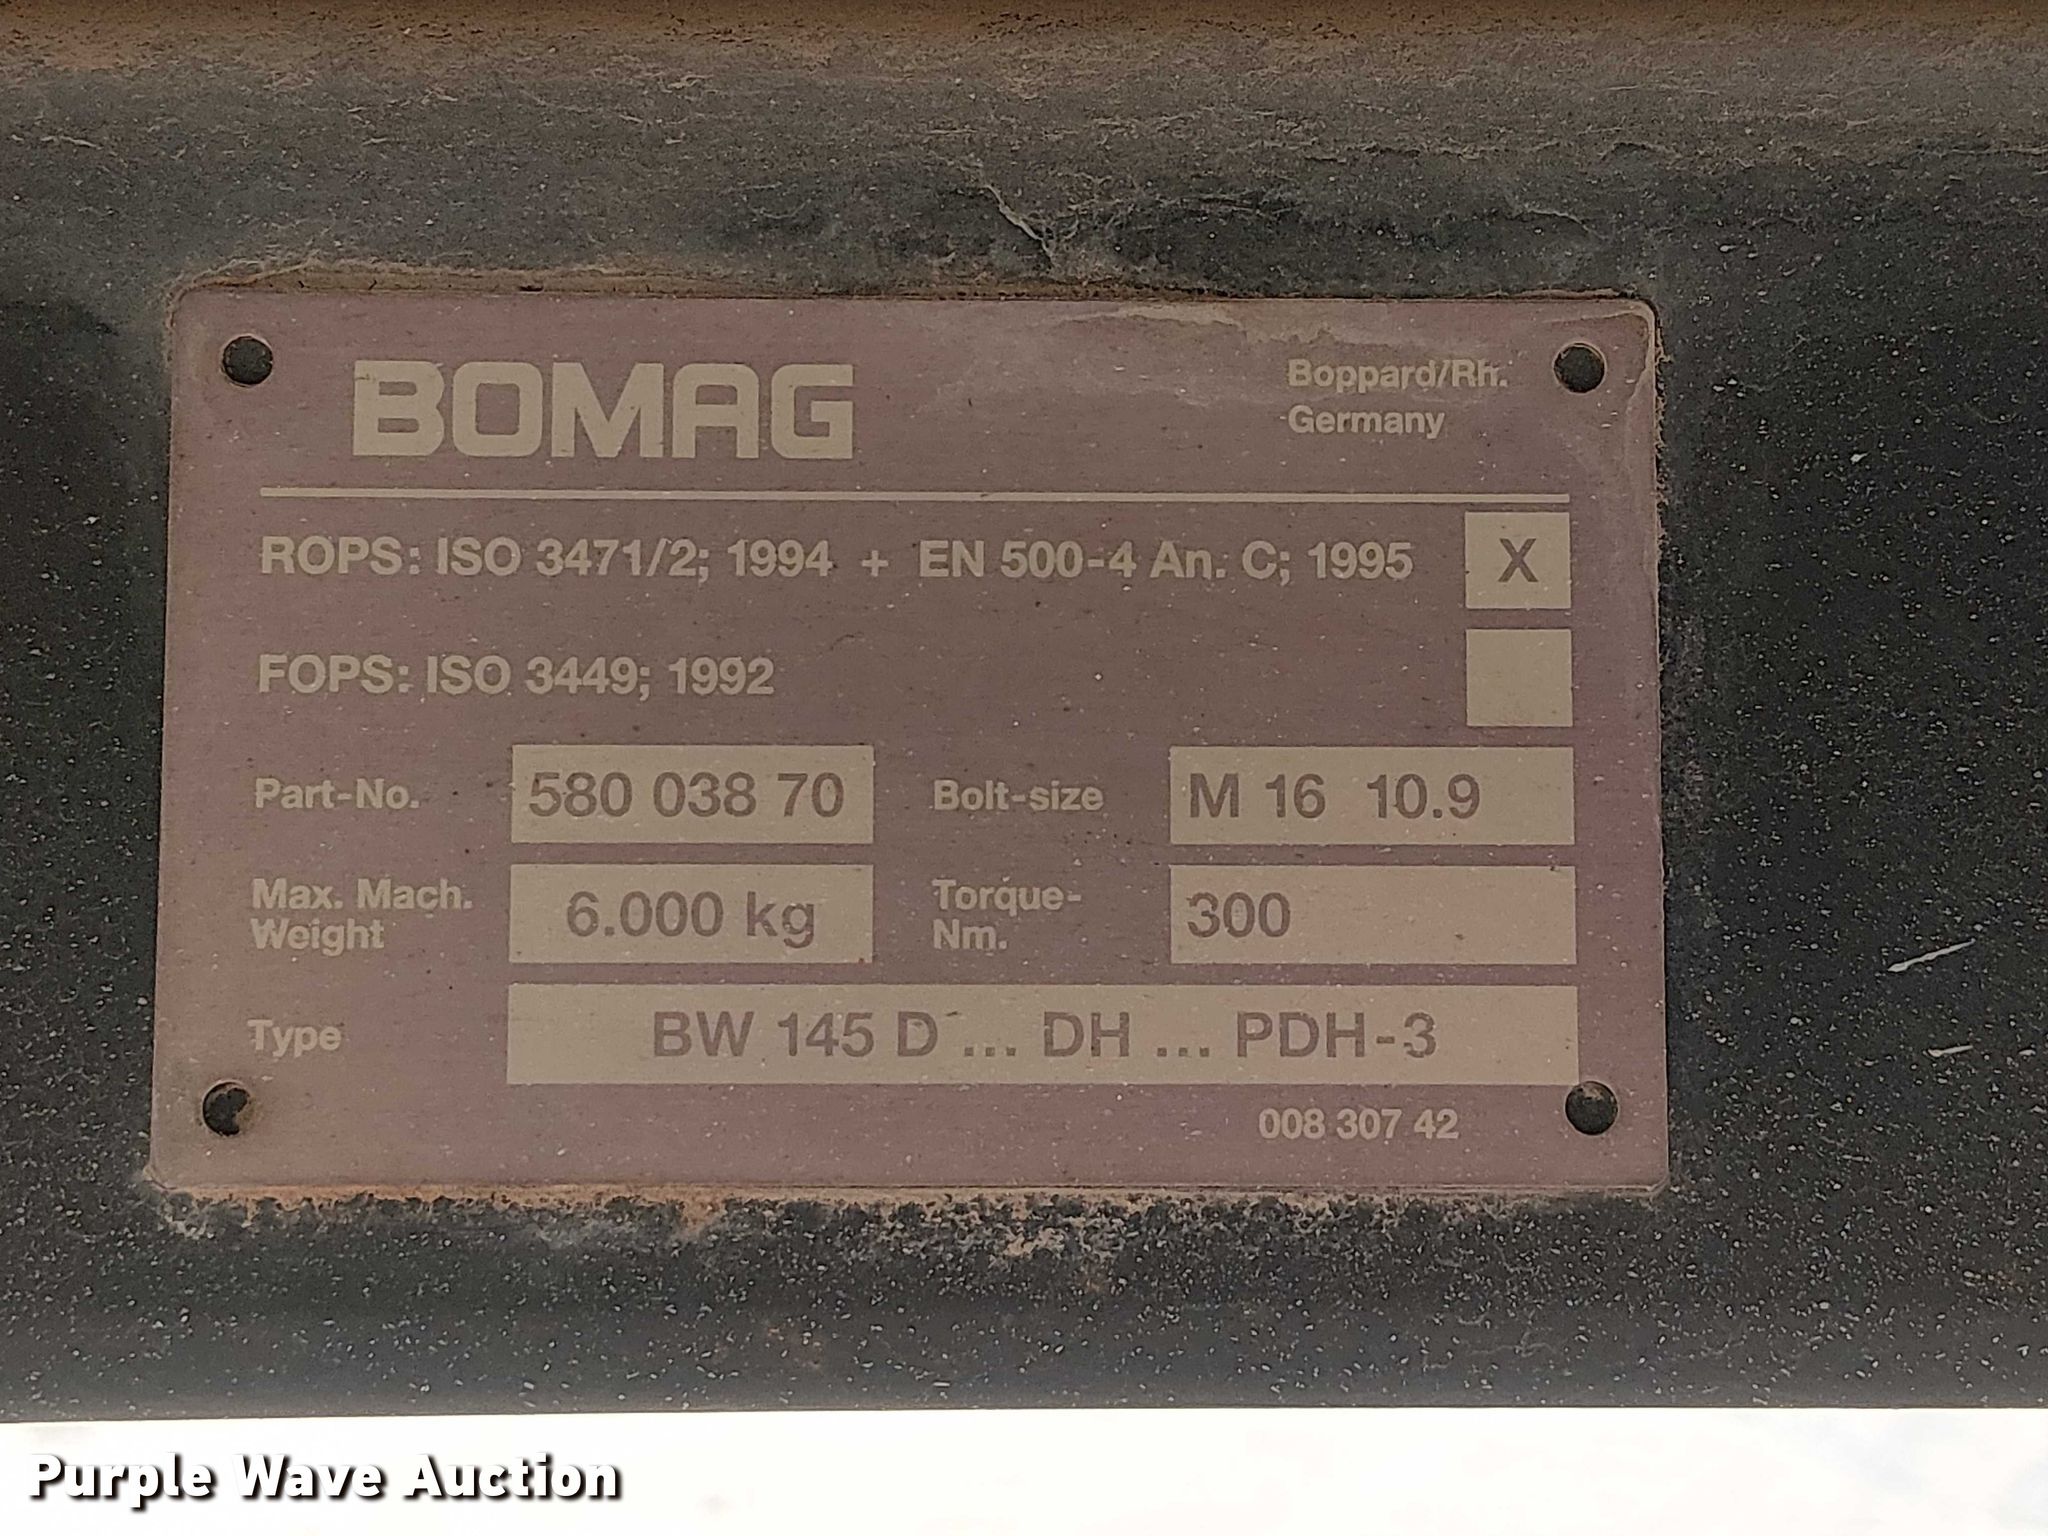 BOMAG
Boppard/Rh.
Germany
ROPS: ISO 3471/2; 1994 + EN 500-4 An. C; 1995 X
FOPS: ISO 3449; 1992
Part-No. 580 038 70 Bolt-size M 16 10.9
Max. Mach. Weight 6.000 kg Torque-Nm. 300
Type BW 145 D ... DH ... PDH-3
008 307 42
Purple Wave Auction